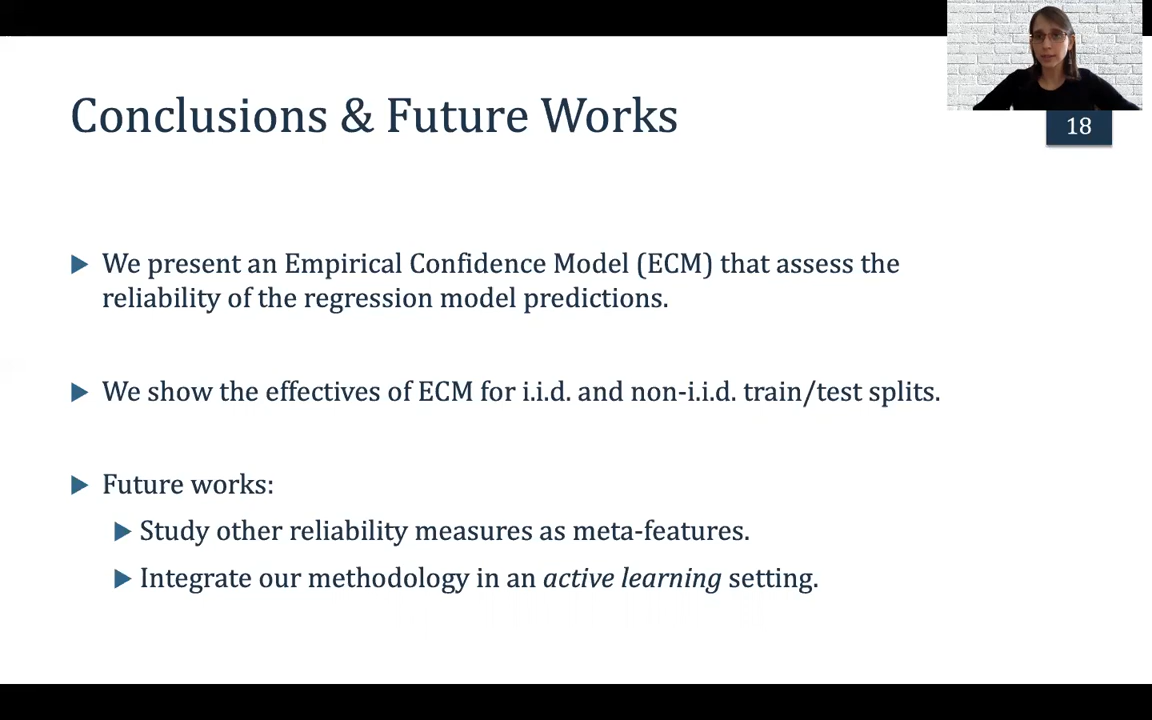 Conclusions & Future Works
18
We present an Empirical Confidence Model (ECM) that assess the
reliability of the regression model predictions.
We show the effectives of ECM for i.i.d. and non-i.i.d. train/test splits.
Future works:
Study other reliability measures as meta-features.
Integrate our methodology in an active learning setting.